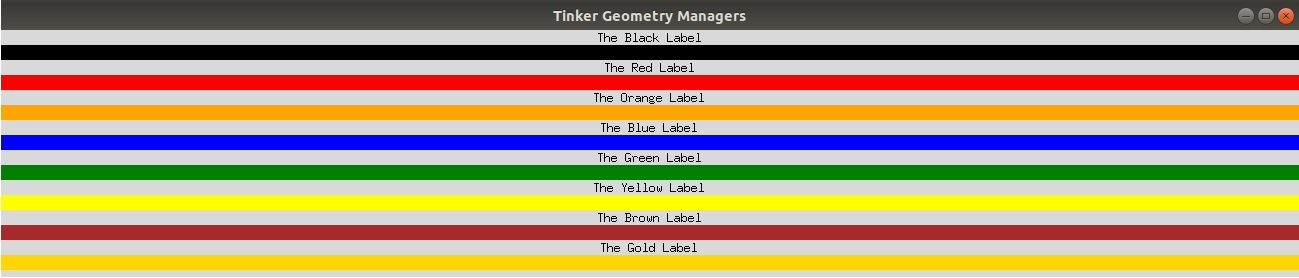 Tinker Geometry Managers
The Black Label
The Red Label
The Orange Label
The Blue Label
The Green Label
The Yellow Label
The Brown Label
The Gold Label